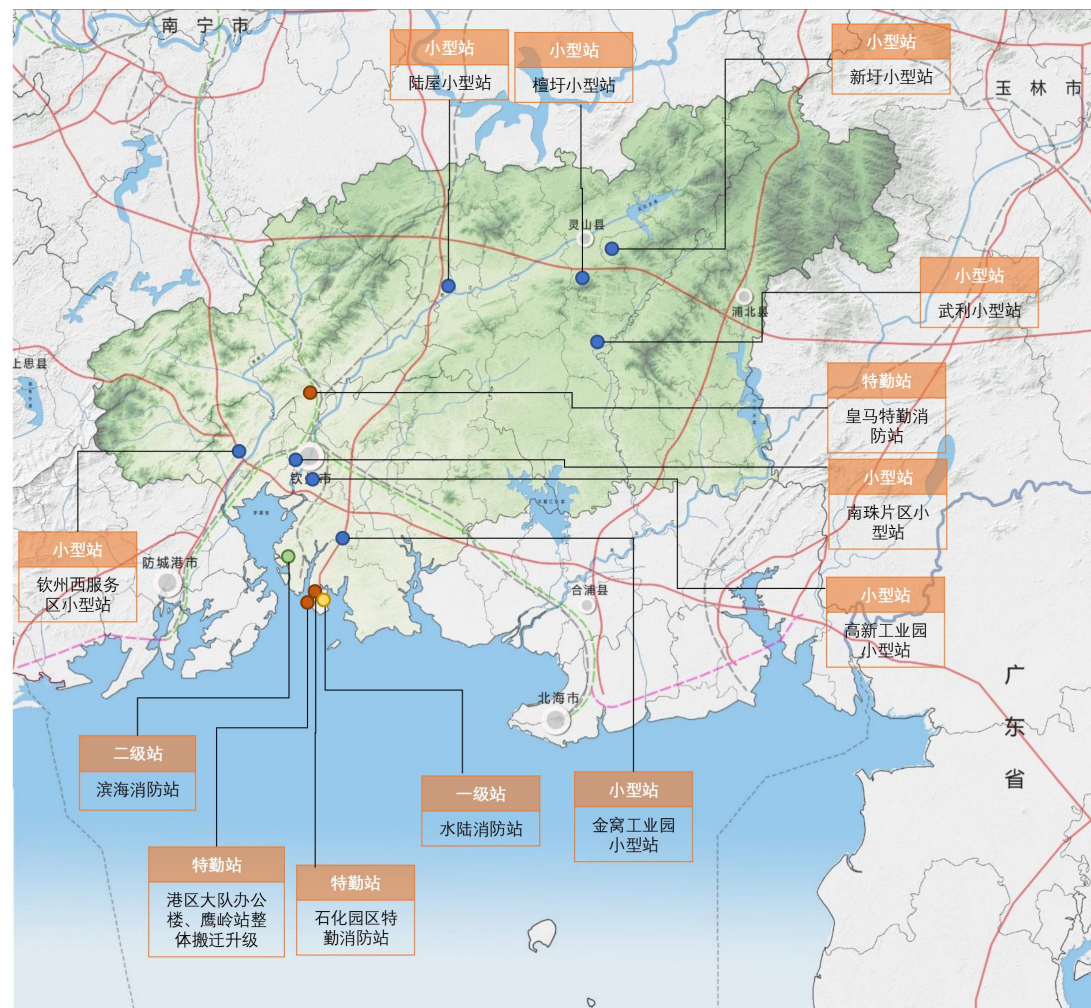 南宁市
小型站
陆屋小型站
小型站
檀圩小型站
小型站
新圩小型站
玉林市
灵山县
小型站
武利小型站
浦北县
上思县
特勤站
皇马特勤消
防站
小型站
南珠片区小
型站
小型站
钦州西服务
区小型站
防城港市
合浦县
小型站
高新工业园
小型站
北海市
广东省
二级站
滨海消防站
一级站
水陆消防站
小型站
金窝工业园
小型站
特勤站
港区大队办公
楼、鹰岭站整
体搬迁升级
特勤站
石化园区特
勤消防站